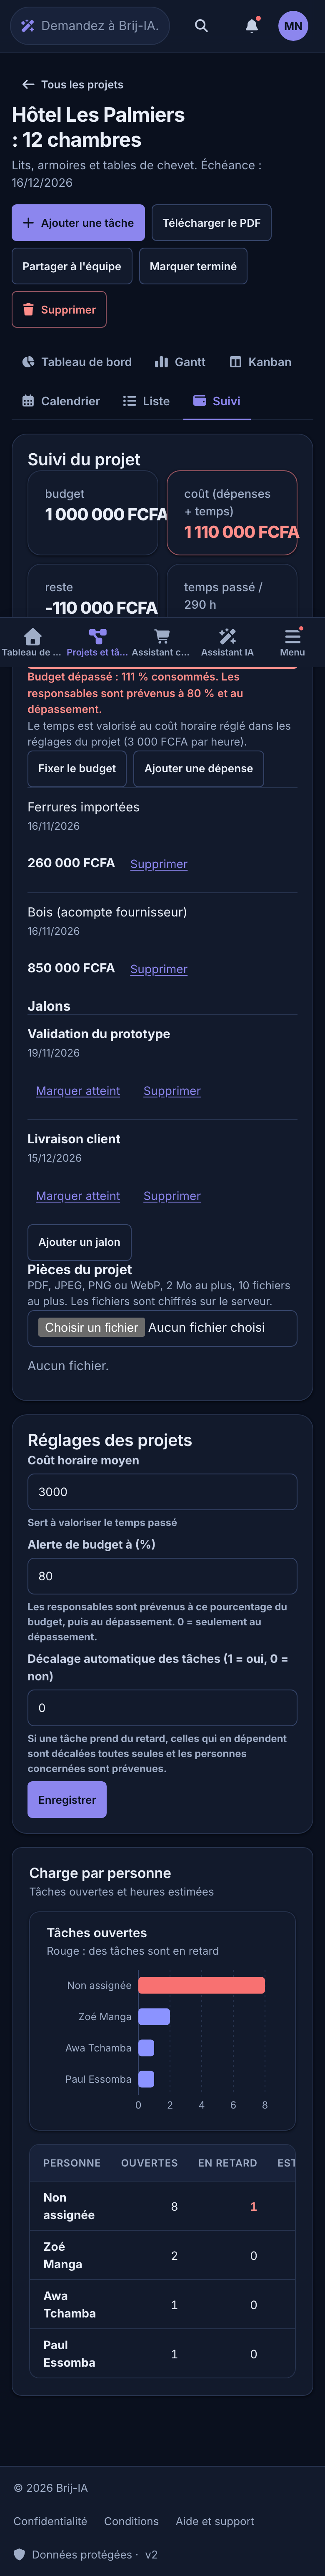 Demandez à Brij-IA.
MN
Tous les projets
Hôtel Les Palmiers
: 12 chambres
Lits, armoires et tables de chevet. Échéance :
16/12/2026
Ajouter une tâche
Télécharger le PDF
Partager à l'équipe
Marquer terminé
Supprimer
Tableau de bord
Gantt
Kanban
Calendrier
Liste
Suivi
Suivi du projet
budget
1 000 000 FCFA
coût (dépenses
+ temps)
1 110 000 FCFA
reste
-110 000 FCFA
temps passé /
290 h
Tableau de ...
Projets et tâ...
Assistant c...
Assistant IA
Menu
Budget dépassé : 111 % consommés. Les
responsables sont prévenus à 80 % et au
dépassement.
Le temps est valorisé au coût horaire réglé dans les
réglages du projet (3 000 FCFA par heure).
Fixer le budget
Ajouter une dépense
Ferrures importées
16/11/2026
260 000 FCFA
Supprimer
Bois (acompte fournisseur)
16/11/2026
850 000 FCFA
Supprimer
Jalons
Validation du prototype
19/11/2026
Marquer atteint
Supprimer
Livraison client
15/12/2026
Marquer atteint
Supprimer
Ajouter un jalon
Pièces du projet
PDF, JPEG, PNG ou WebP, 2 Mo au plus, 10 fichiers
au plus. Les fichiers sont chiffrés sur le serveur.
Choisir un fichier Aucun fichier choisi
Aucun fichier.
Réglages des projets
Coût horaire moyen
3000
Sert à valoriser le temps passé
Alerte de budget à (%)
80
Les responsables sont prévenus à ce pourcentage du
budget, puis au dépassement. 0 = seulement au
dépassement.
Décalage automatique des tâches (1 = oui, 0 =
non)
0
Si une tâche prend du retard, celles qui en dépendent
sont décalées toutes seules et les personnes
concernées sont prévenues.
Enregistrer
Charge par personne
Tâches ouvertes et heures estimées
Tâches ouvertes
Rouge : des tâches sont en retard
Non assignée
Zoé Manga
Awa Tchamba
Paul Essomba
0 2 4 6 8
PERSONNE OUVERTES EN RETARD EST
Non
assignée
8 1
Zoé
Manga
2 0
Awa
Tchamba
1 0
Paul
Essomba
1 0
© 2026 Brij-IA
Confidentialité Conditions Aide et support
Données protégées · v2